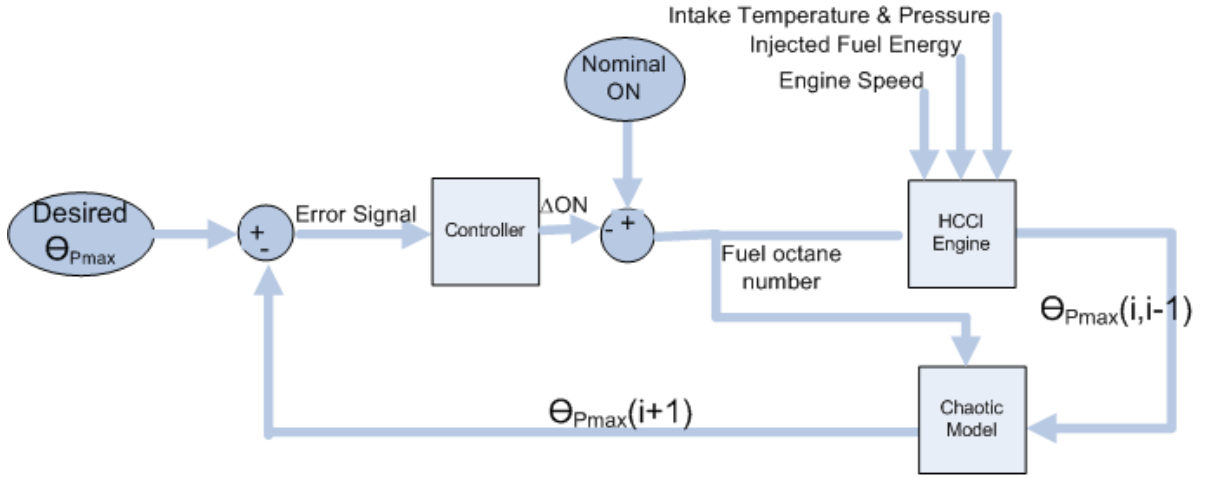 Intake Temperature & Pressure
Injected Fuel Energy
Engine Speed
Nominal
ON
Desired
ϴPmax
+
-
Error Signal
Controller
ΔON
- +
HCCI
Engine
Fuel octane
number
ϴPmax(i,i-1)
Chaotic
Model
ϴPmax(i+1)